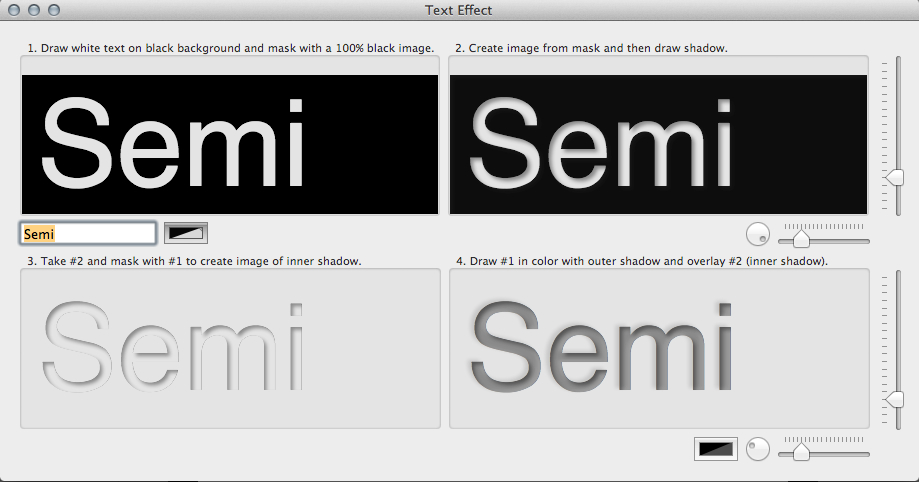 Text Effect
1. Draw white text on black background and mask with a 100% black image.
2. Create image from mask and then draw shadow.
Semi
Semi
Semi
3. Take #2 and mask with #1 to create image of inner shadow.
4. Draw #1 in color with outer shadow and overlay #2 (inner shadow).
Semi
Semi